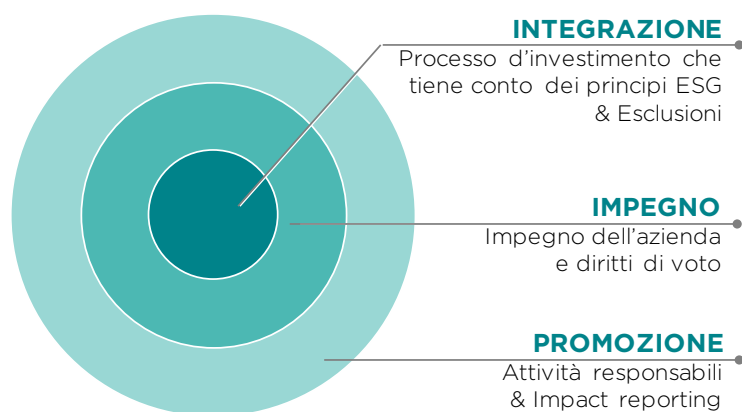 INTEGRAZIONE
Processo d’investimento che
tiene conto dei principi ESG
& Esclusioni
IMPEGNO
Impegno dell’azienda
e diritti di voto
PROMOZIONE
Attività responsabili
& Impact reporting